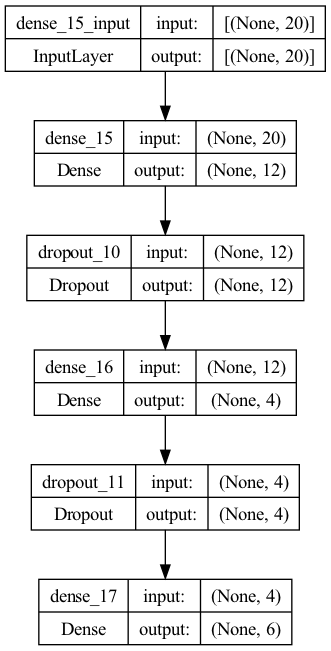 dense_15_input input: [(None, 20)]
InputLayer output: [(None, 20)]
dense_15 input: (None, 20)
Dense output: (None, 12)
dropout_10 input: (None, 12)
Dropout output: (None, 12)
dense_16 input: (None, 12)
Dense output: (None, 4)
dropout_11 input: (None, 4)
Dropout output: (None, 4)
dense_17 input: (None, 4)
Dense output: (None, 6)